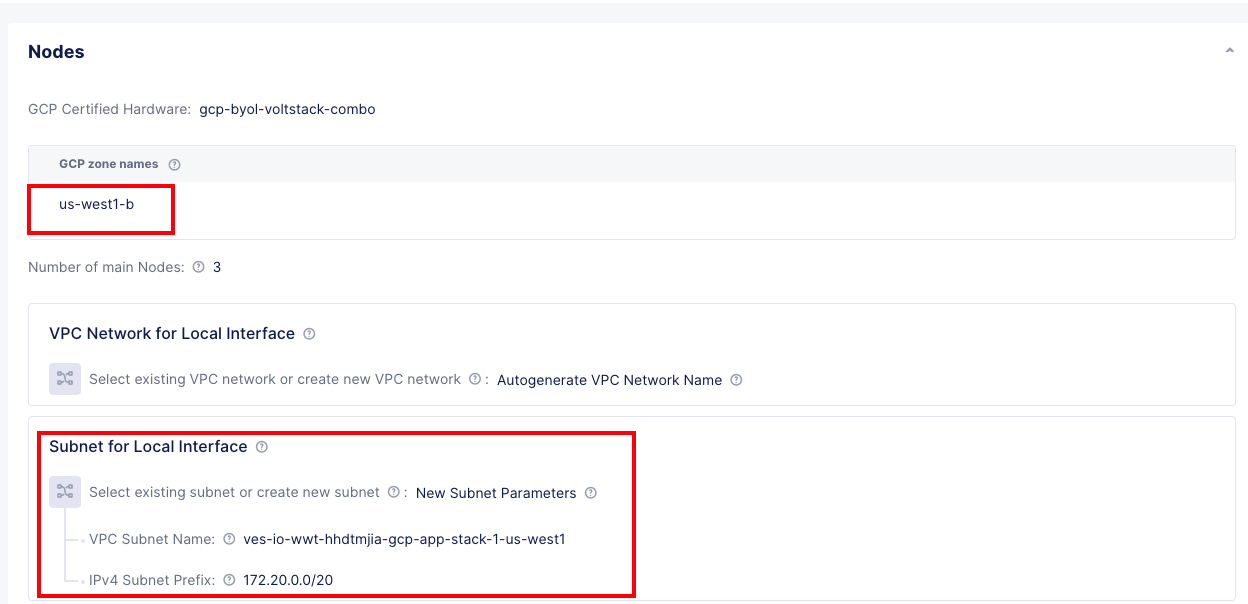 Nodes
GCP Certified Hardware: gcp-byol-voltstack-combo
GCP zone names
us-west1-b
Number of main Nodes: 3
VPC Network for Local Interface
Select existing VPC network or create new VPC network : Autogenerate VPC Network Name
Subnet for Local Interface
Select existing subnet or create new subnet : New Subnet Parameters
VPC Subnet Name: ves-io-wwt-hhdtmjia-gcp-app-stack-1-us-west1
IPv4 Subnet Prefix: 172.20.0.0/20